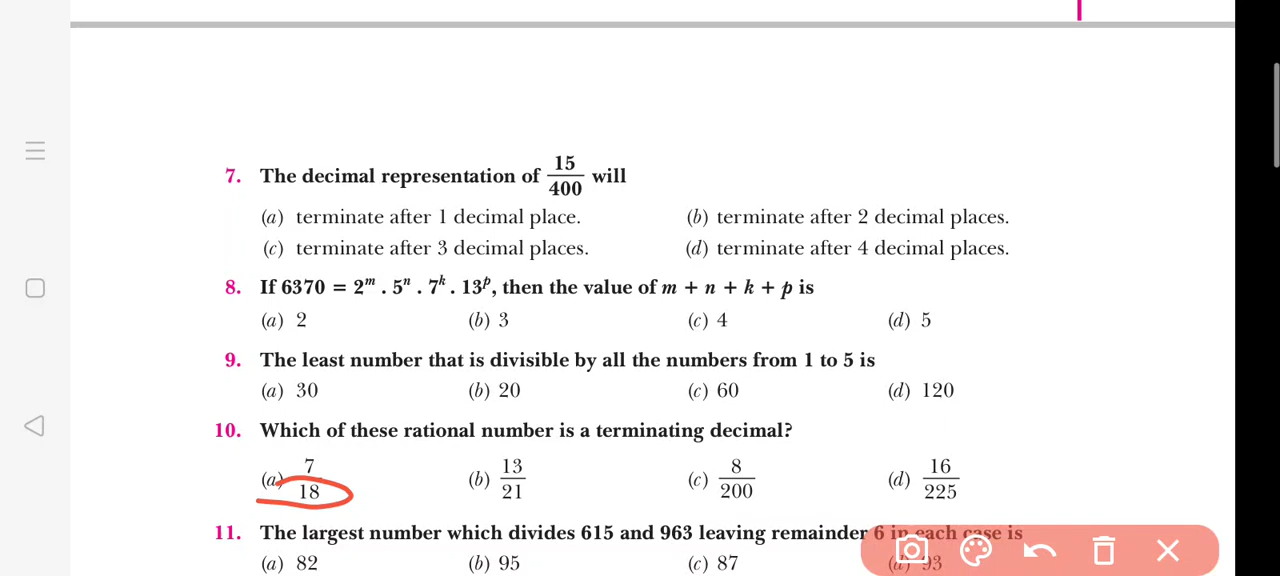 7. The decimal representation of 15/400 will
(a) terminate after 1 decimal place. (b) terminate after 2 decimal places.
(c) terminate after 3 decimal places. (d) terminate after 4 decimal places.
8. If 6370 = 2^m . 5^n . 7^k . 13^p, then the value of m + n + k + p is
(a) 2 (b) 3 (c) 4 (d) 5
9. The least number that is divisible by all the numbers from 1 to 5 is
(a) 30 (b) 20 (c) 60 (d) 120
10. Which of these rational number is a terminating decimal?
(a) 7/18 (b) 13/21 (c) 8/200 (d) 16/225
11. The largest number which divides 615 and 963 leaving remainder 6 in each case is
(a) 82 (b) 95 (c) 87 (d) 93